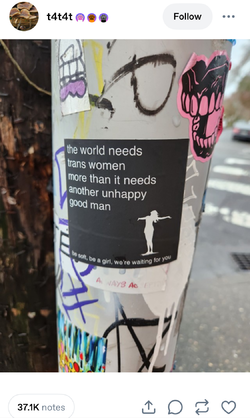 t4t4t
Follow
the world needs
trans women
more than it needs
another unhappy
good man
be soft, be a girl, we're waiting for you
37.1K notes